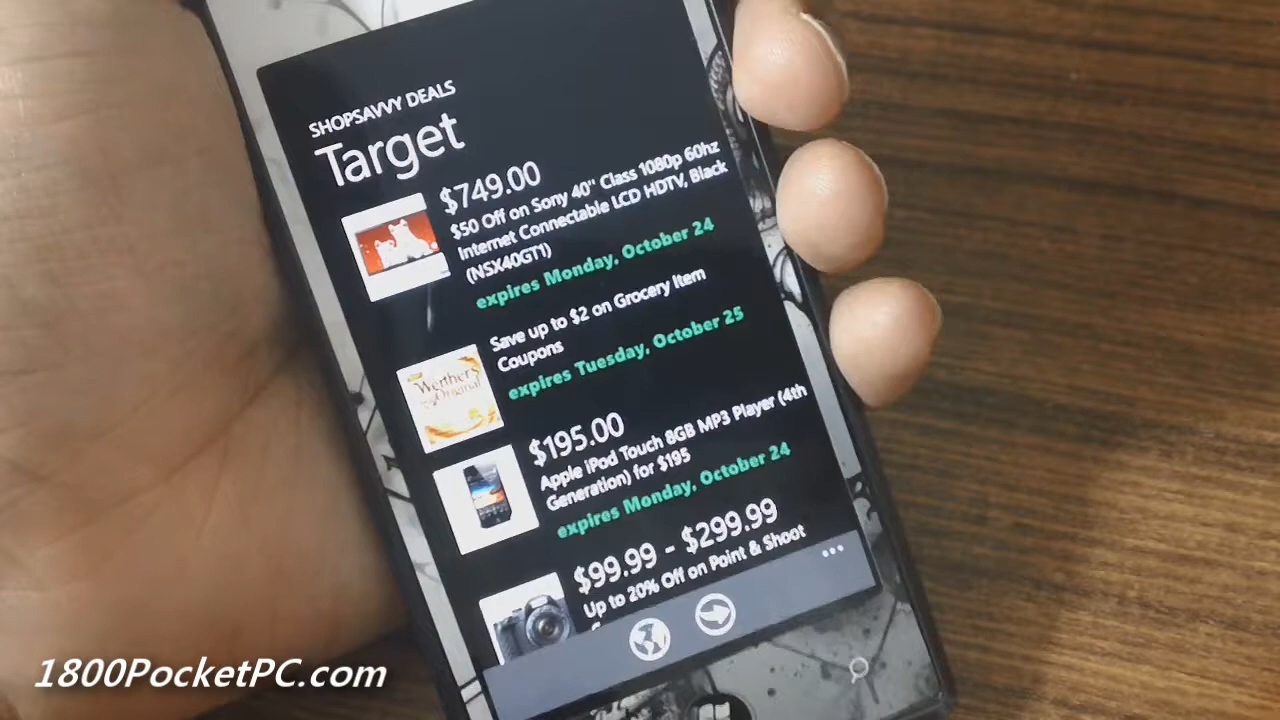 SHOPSAVVY DEALS
Target
$749.00
$50 Off on Sony 40" Class 1080p 60hz
Internet Connectable LCD HDTV, Black
(NSX40GT1)
expires Monday, October 24
Save up to $2 on Grocery Item
Coupons
expires Tuesday, October 25
Werther's
Original
$195.00
Apple iPod Touch 8GB MP3 Player (4th
Generation) for $195
expires Monday, October 24
$99.99 - $299.99
Up to 20% Off on Point & Shoot
1800PocketPC.com